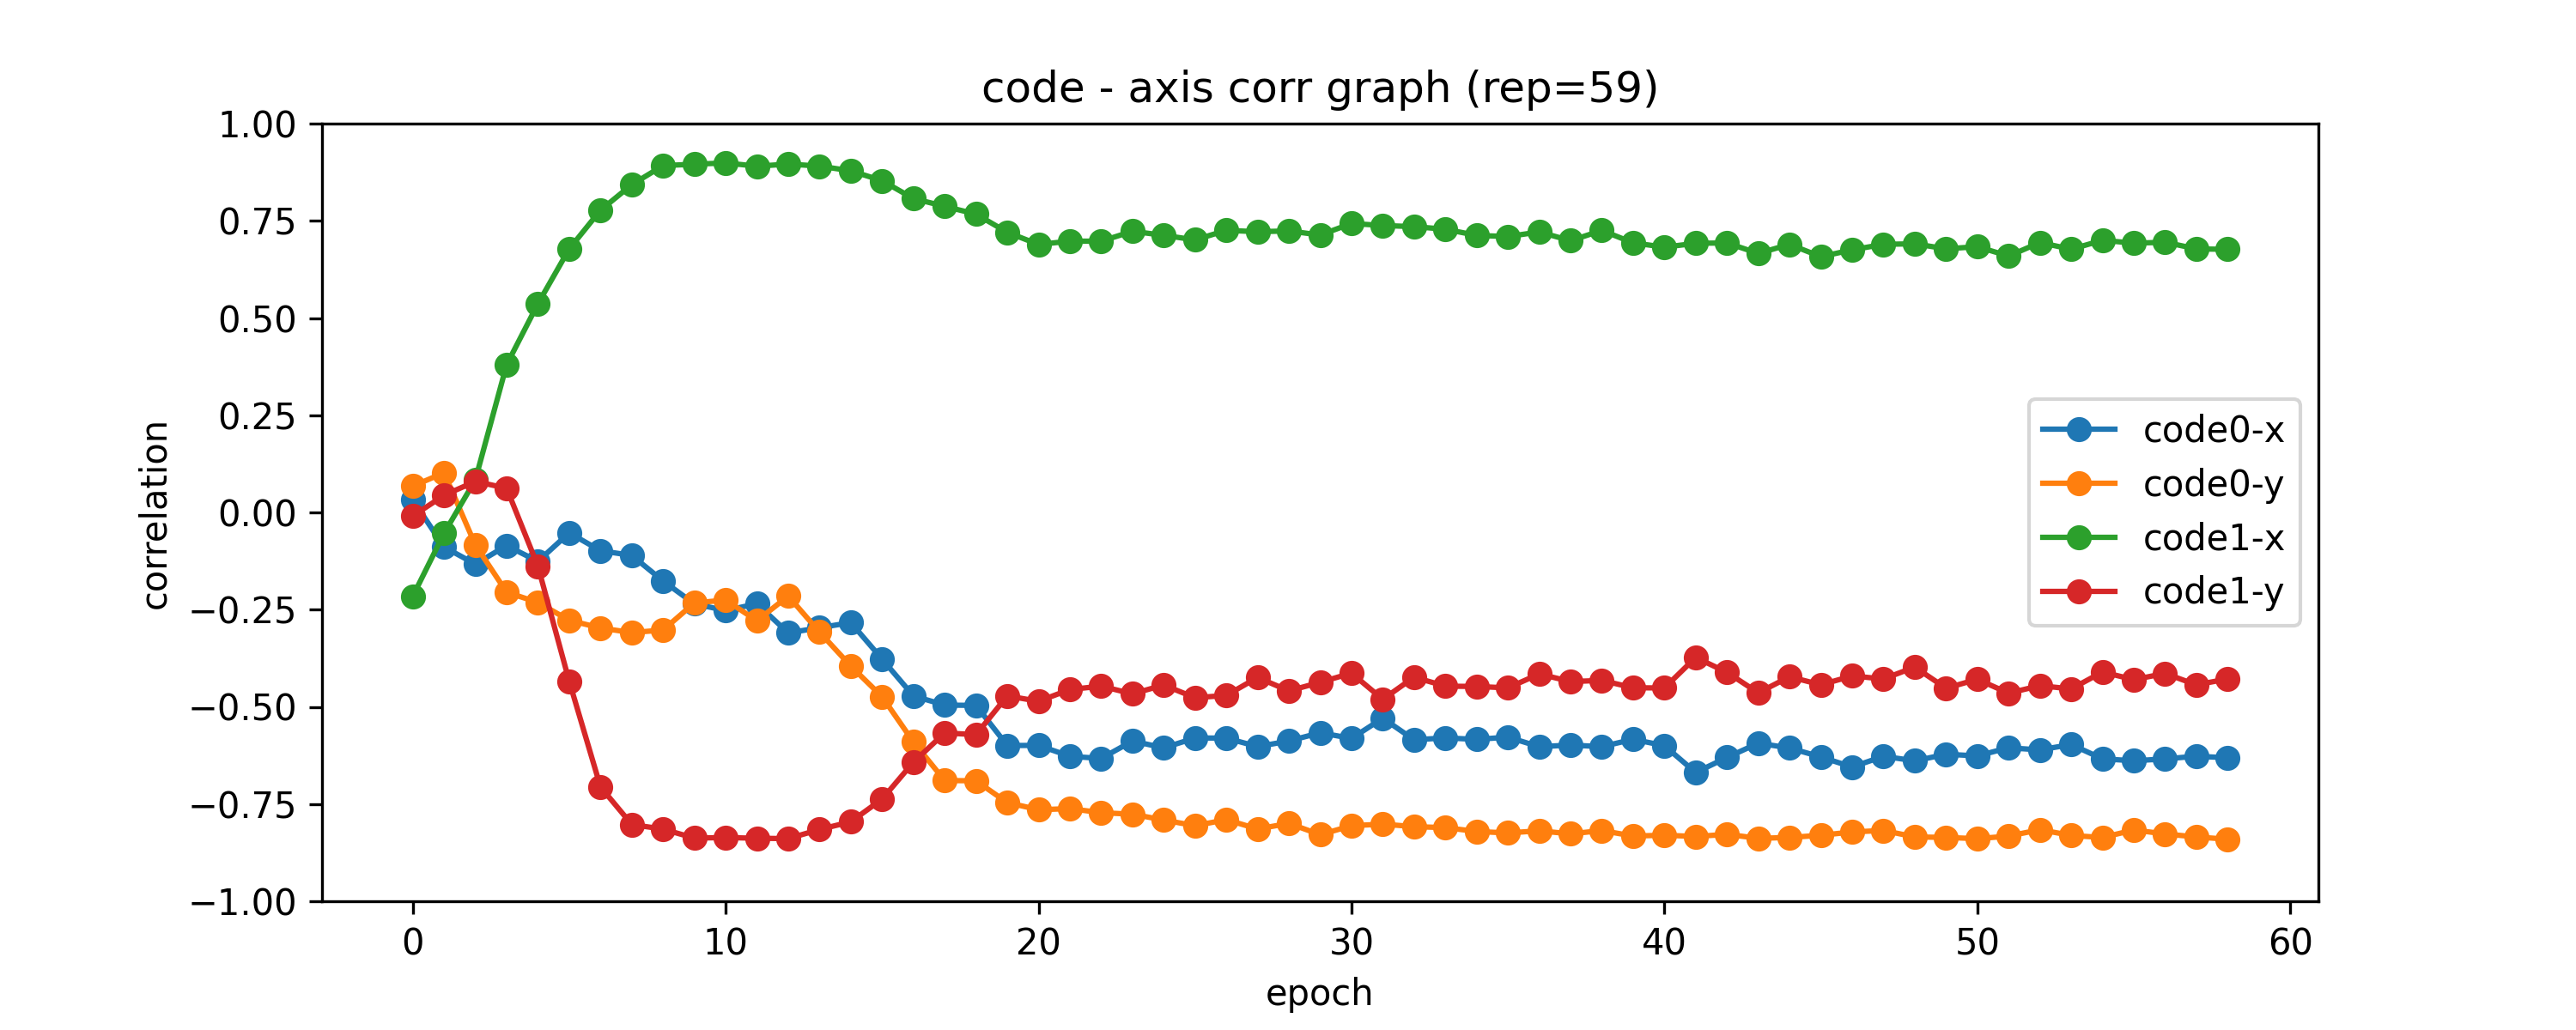 code - axis corr graph (rep=59)
1.00
0.75
0.50
0.25
0.00
−0.25
−0.50
−0.75
−1.00
correlation
code0-x
code0-y
code1-x
code1-y
0 10 20 30 40 50 60
epoch